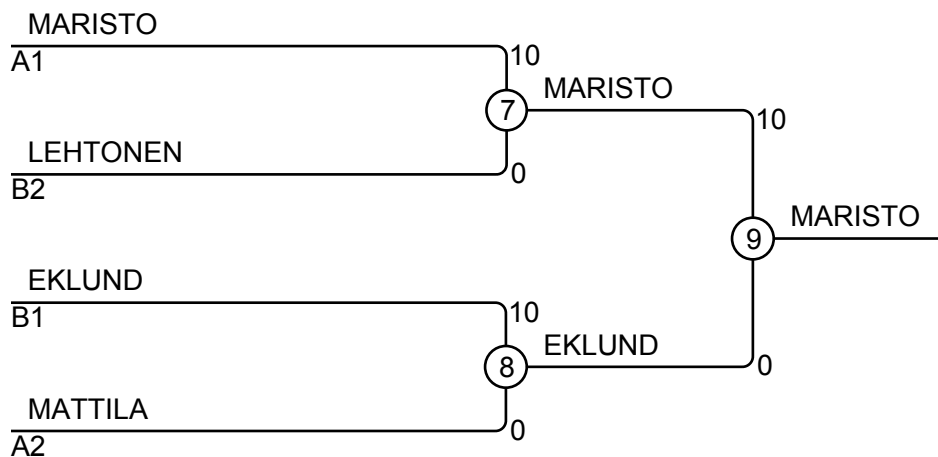 MARISTO
A1
10
7
MARISTO
10
LEHTONEN
B2
0
9
MARISTO
EKLUND
B1
10
8
EKLUND
0
MATTILA
A2
0